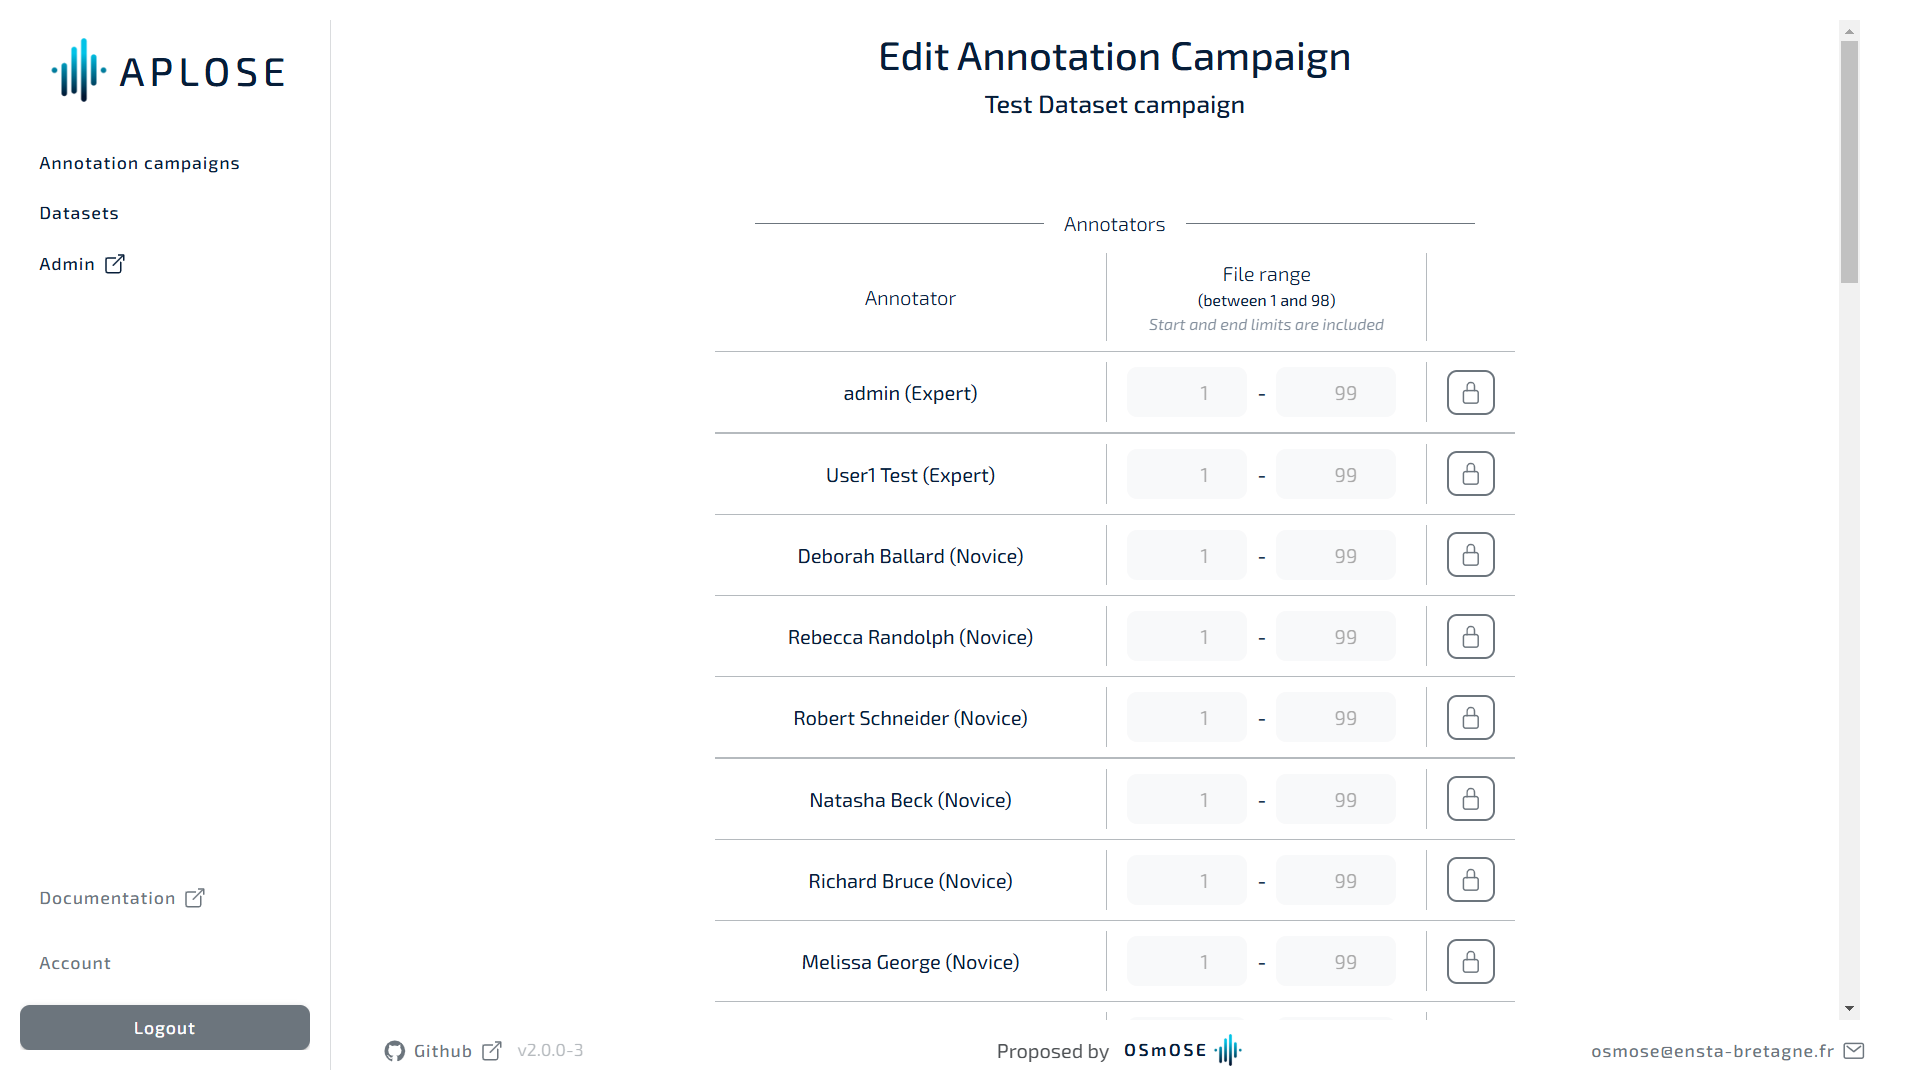 APLOSE
Annotation campaigns
Datasets
Admin
Documentation
Account
Logout
Edit Annotation Campaign
Test Dataset campaign
Annotators
Annotator
File range
(between 1 and 98)
Start and end limits are included
admin (Expert) 1 - 99
User1 Test (Expert) 1 - 99
Deborah Ballard (Novice) 1 - 99
Rebecca Randolph (Novice) 1 - 99
Robert Schneider (Novice) 1 - 99
Natasha Beck (Novice) 1 - 99
Richard Bruce (Novice) 1 - 99
Melissa George (Novice) 1 - 99
Github v2.0.0-3
Proposed by OSmOSE
osmose@ensta-bretagne.fr